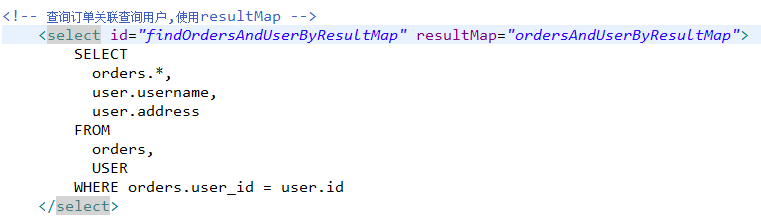 <!-- 查询订单关联查询用户,使用resultMap -->
<select id="findOrdersAndUserByResultMap" resultMap="ordersAndUserByResultMap">
SELECT
orders.*,
user.username,
user.address
FROM
orders,
USER
WHERE orders.user_id = user.id
</select>